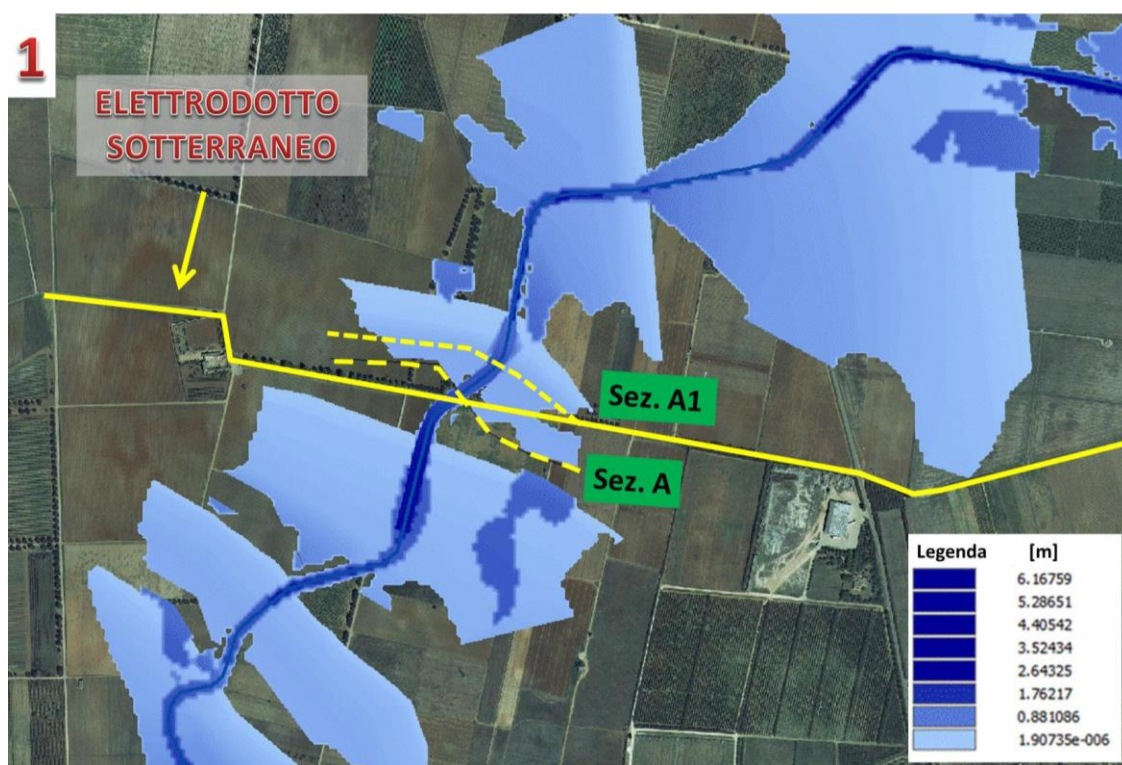 1
ELETTRODOTTO
SOTTERRANEO
Sez. A1
Sez. A
Legenda [m]
6.16759
5.28651
4.40542
3.52434
2.64325
1.76217
0.881086
1.90735e-006